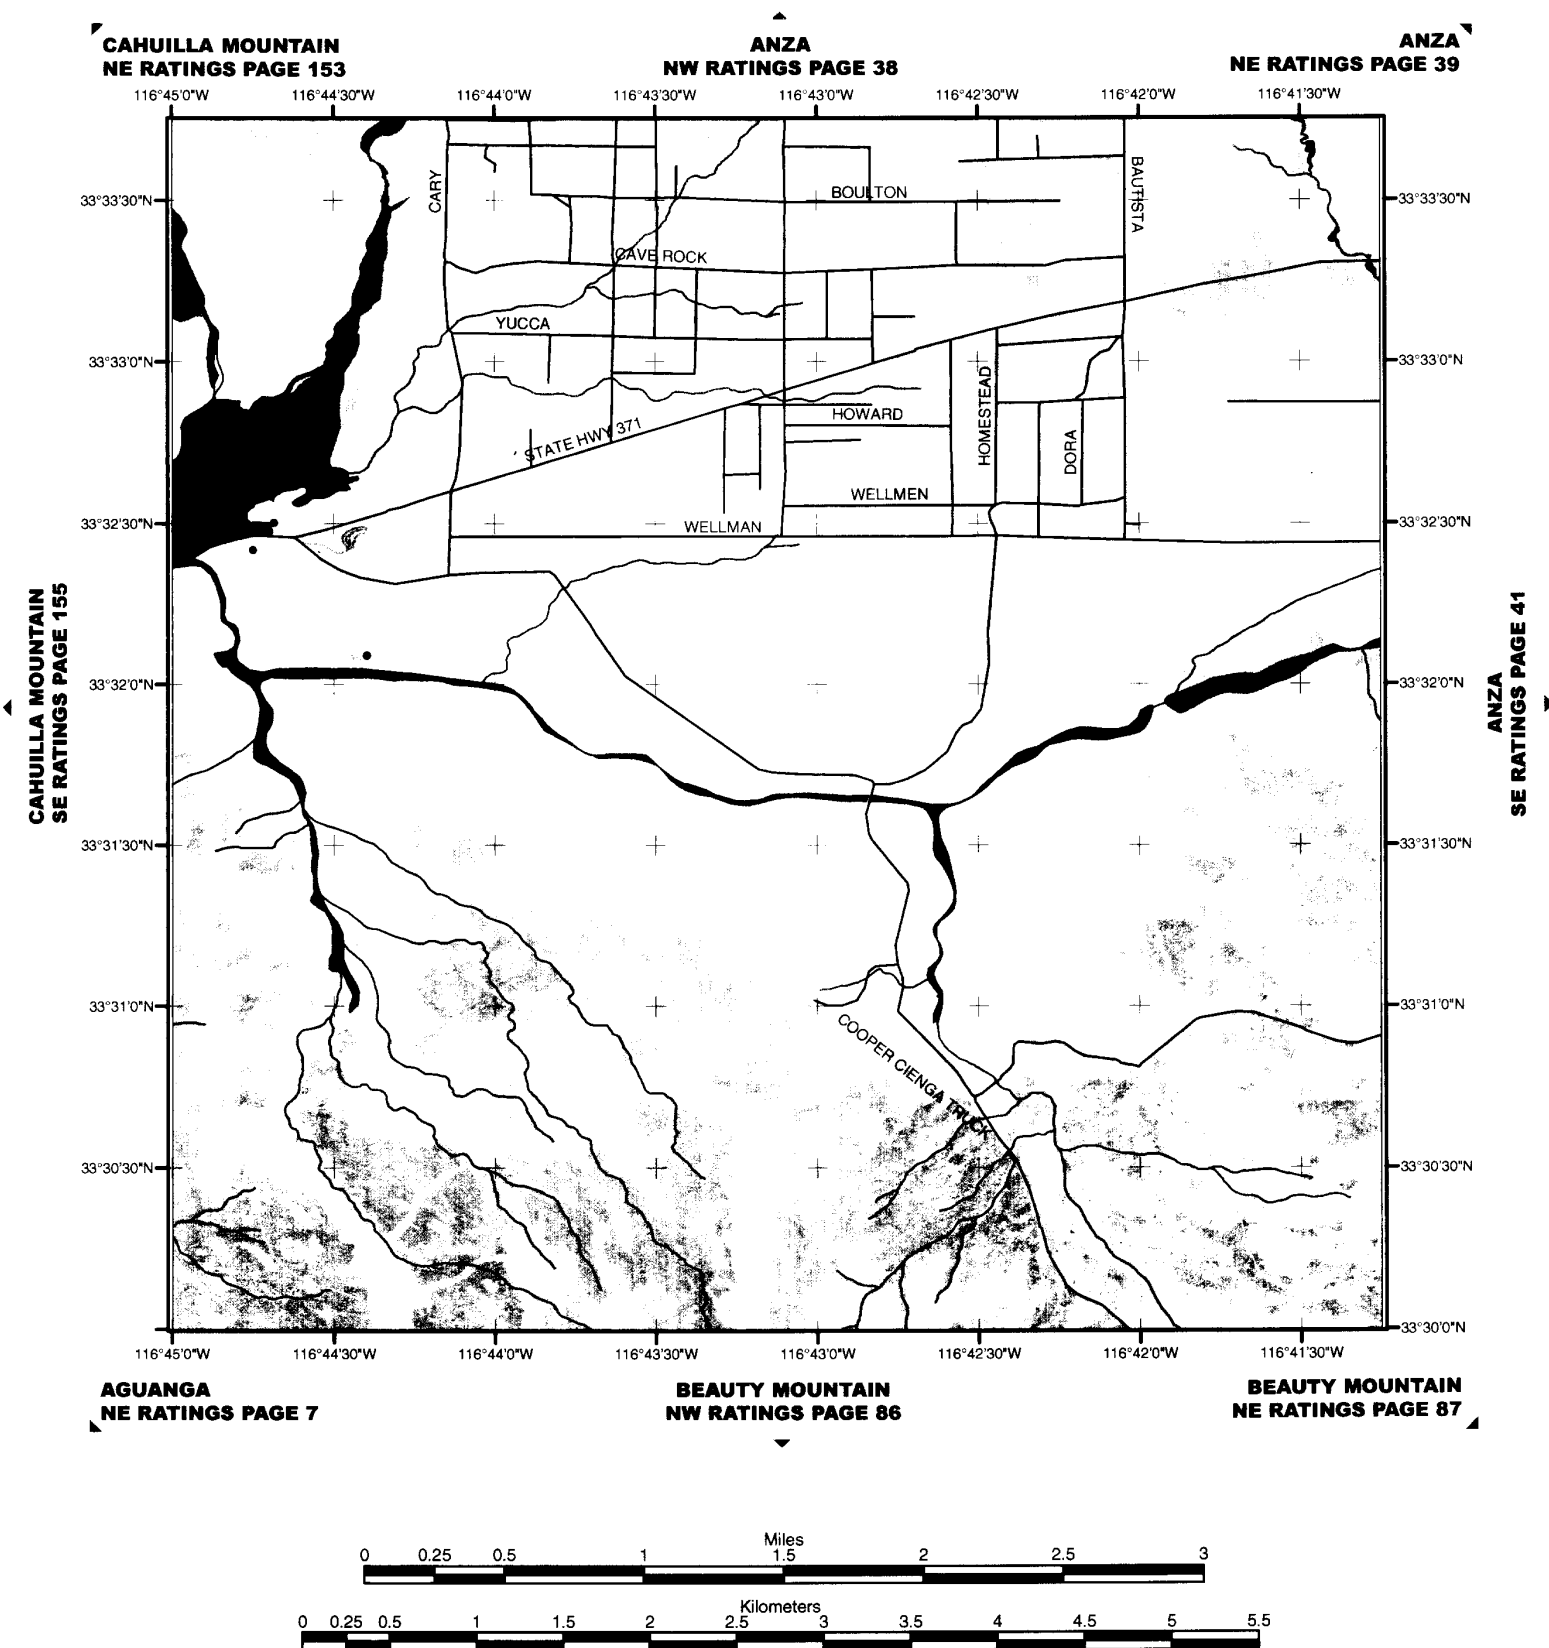 CAHUILLA MOUNTAIN
NE RATINGS PAGE 153
ANZA
NW RATINGS PAGE 38
ANZA
NE RATINGS PAGE 39
116°45'0"W
116°44'30"W
116°44'0"W
116°43'30"W
116°43'0"W
116°42'30"W
116°42'0"W
116°41'30"W
33°33'30"N
33°33'0"N
33°32'30"N
33°32'0"N
33°31'30"N
33°31'0"N
33°30'30"N
CAHUILLA MOUNTAIN
SE RATINGS PAGE 155
CARY
BOULTON
BAUTISTA
CAVE ROCK
YUCCA
HOMESTEAD
HOWARD
STATE HWY 371
DORA
WELLMEN
WELLMAN
COOPER CIENGA TRUCK
33°33'30"N
33°33'0"N
33°32'30"N
33°32'0"N
33°31'30"N
33°31'0"N
33°30'30"N
33°30'0"N
ANZA
SE RATINGS PAGE 41
116°45'0"W
116°44'30"W
116°44'0"W
116°43'30"W
116°43'0"W
116°42'30"W
116°42'0"W
116°41'30"W
AGUANGA
NE RATINGS PAGE 7
BEAUTY MOUNTAIN
NW RATINGS PAGE 86
BEAUTY MOUNTAIN
NE RATINGS PAGE 87
Miles
0 0.25 0.5 1 1.5 2 2.5 3
Kilometers
0 0.25 0.5 1 1.5 2 2.5 3 3.5 4 4.5 5 5.5